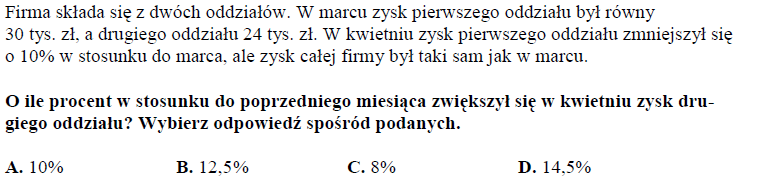 Firma składa się z dwóch oddziałów. W marcu zysk pierwszego oddziału był równy
30 tys. zł, a drugiego oddziału 24 tys. zł. W kwietniu zysk pierwszego oddziału zmniejszył się
o 10% w stosunku do marca, ale zysk całej firmy był taki sam jak w marcu.
O ile procent w stosunku do poprzedniego miesiąca zwiększył się w kwietniu zysk dru-
giego oddziału? Wybierz odpowiedź spośród podanych.
A. 10% B. 12,5% C. 8% D. 14,5%